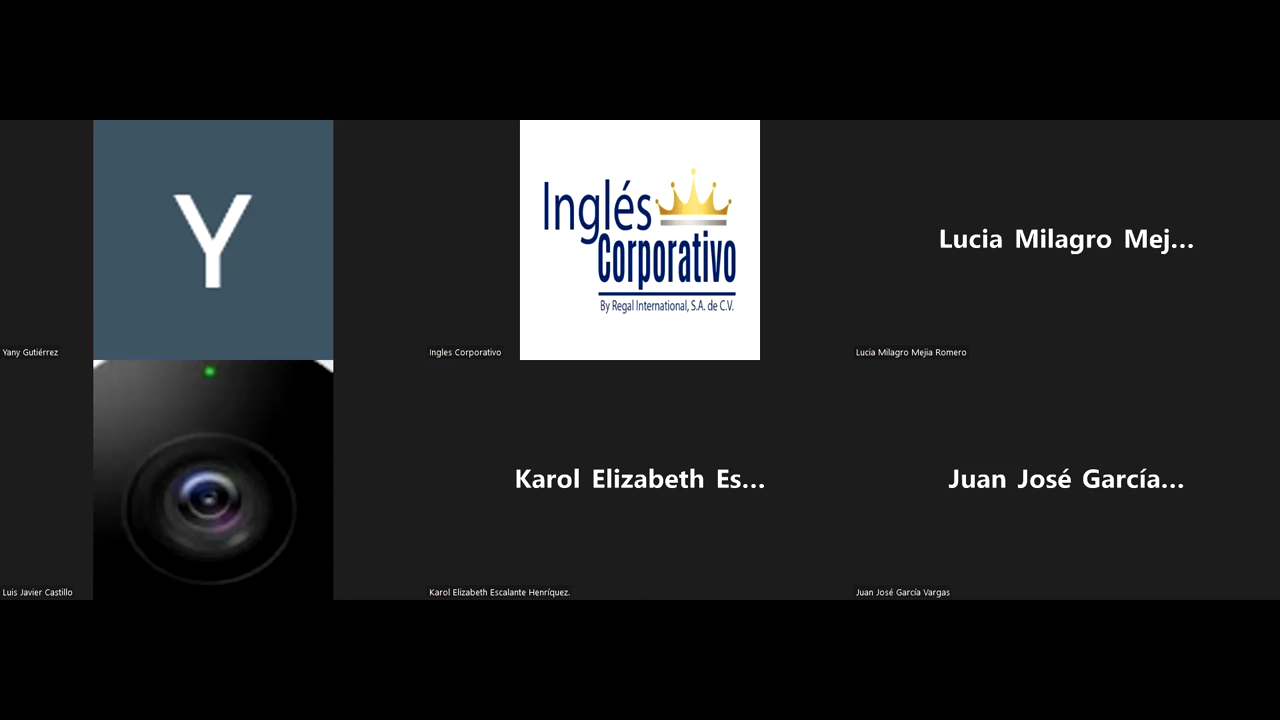 Y
Yany Gutiérrez
Inglés
Corporativo
By Regal International, S.A. de C.V.
Ingles Corporativo
Lucia Milagro Mej...
Lucia Milagro Mejia Romero
Luis Javier Castillo
Karol Elizabeth Es...
Karol Elizabeth Escalante Henríquez.
Juan José García...
Juan José García Vargas